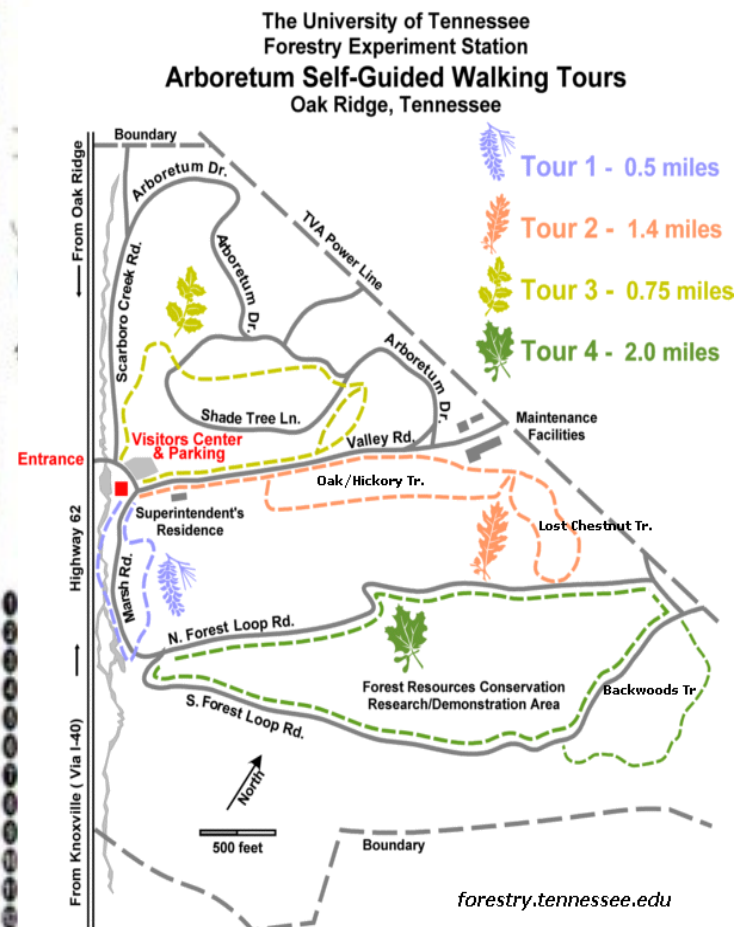 The University of Tennessee
Forestry Experiment Station
Arboretum Self-Guided Walking Tours
Oak Ridge, Tennessee
Boundary
From Oak Ridge
Arboretum Dr.
Tour 1 - 0.5 miles
Tour 2 - 1.4 miles
Tour 3 - 0.75 miles
Tour 4 - 2.0 miles
TVA Power Line
Scarboro Creek Rd.
Arboretum Dr.
Arboretum Dr.
Shade Tree Ln.
Maintenance
Facilities
Visitors Center
& Parking
Valley Rd.
Entrance
Oak/Hickory Tr.
Superintendent's
Residence
Lost Chestnut Tr.
Highway 62
Marsh Rd.
N. Forest Loop Rd.
Forest Resources Conservation
Research/Demonstration Area
Backwoods Tr
S. Forest Loop Rd.
North
500 feet
From Knoxville ( Via I-40)
Boundary
forestry.tennessee.edu